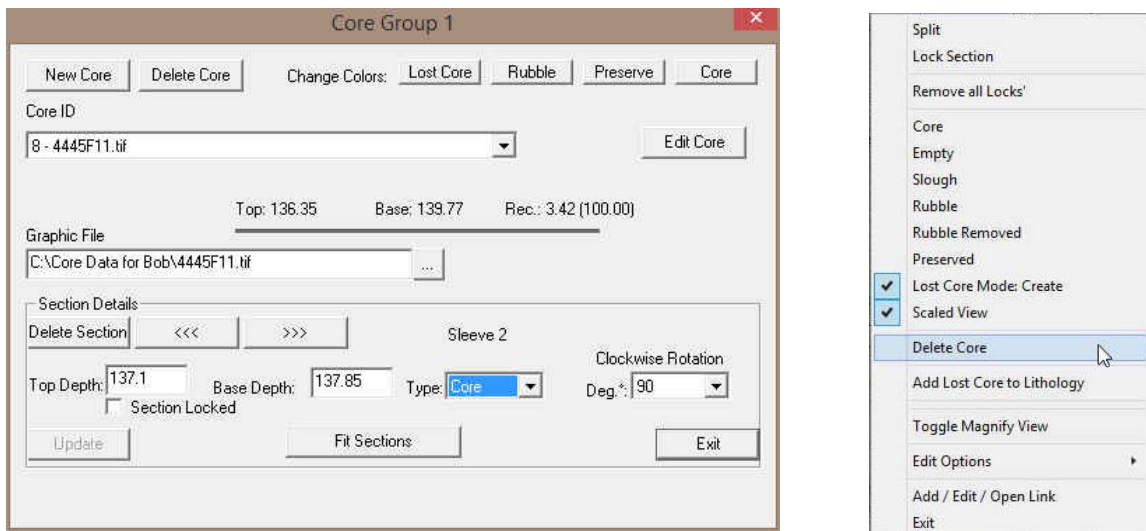 Core Group 1
New Core Delete Core Change Colors: Lost Core Rubble Preserve Core
Core ID
8 - 4445F11.tif Edit Core
Top: 136.35 Base: 139.77 Rec.: 3.42 (100.00)
Graphic File
C:\Core Data for Bob\4445F11.tif ...
Section Details
Delete Section <<< >>> Sleeve 2
Clockwise Rotation
Top Depth: 137.1 Base Depth: 137.85 Type: Core Deg.*: 90
Section Locked
Update Fit Sections Exit
Split
Lock Section
Remove all Locks'
Core
Empty
Slough
Rubble
Rubble Removed
Preserved
Lost Core Mode: Create
Scaled View
Delete Core
Add Lost Core to Lithology
Toggle Magnify View
Edit Options
Add / Edit / Open Link
Exit